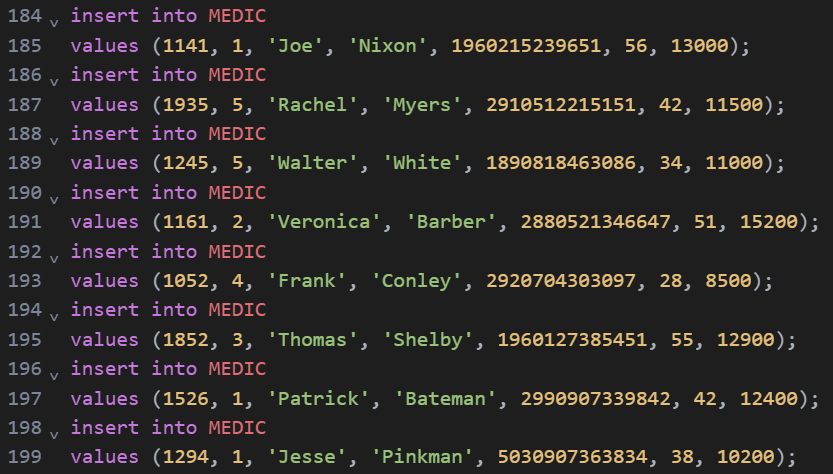 184 insert into MEDIC
185 values (1141, 1, 'Joe', 'Nixon', 1960215239651, 56, 13000);
186 insert into MEDIC
187 values (1935, 5, 'Rachel', 'Myers', 2910512215151, 42, 11500);
188 insert into MEDIC
189 values (1245, 5, 'Walter', 'White', 1890818463086, 34, 11000);
190 insert into MEDIC
191 values (1161, 2, 'Veronica', 'Barber', 2880521346647, 51, 15200);
192 insert into MEDIC
193 values (1052, 4, 'Frank', 'Conley', 2920704303097, 28, 8500);
194 insert into MEDIC
195 values (1852, 3, 'Thomas', 'Shelby', 1960127385451, 55, 12900);
196 insert into MEDIC
197 values (1526, 1, 'Patrick', 'Bateman', 2990907339842, 42, 12400);
198 insert into MEDIC
199 values (1294, 1, 'Jesse', 'Pinkman', 5030907363834, 38, 10200);